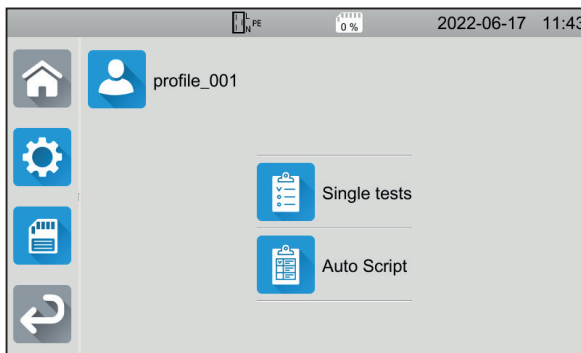 L
N PE
0 %
2022-06-17 11:43
profile_001
Single tests
Auto Script